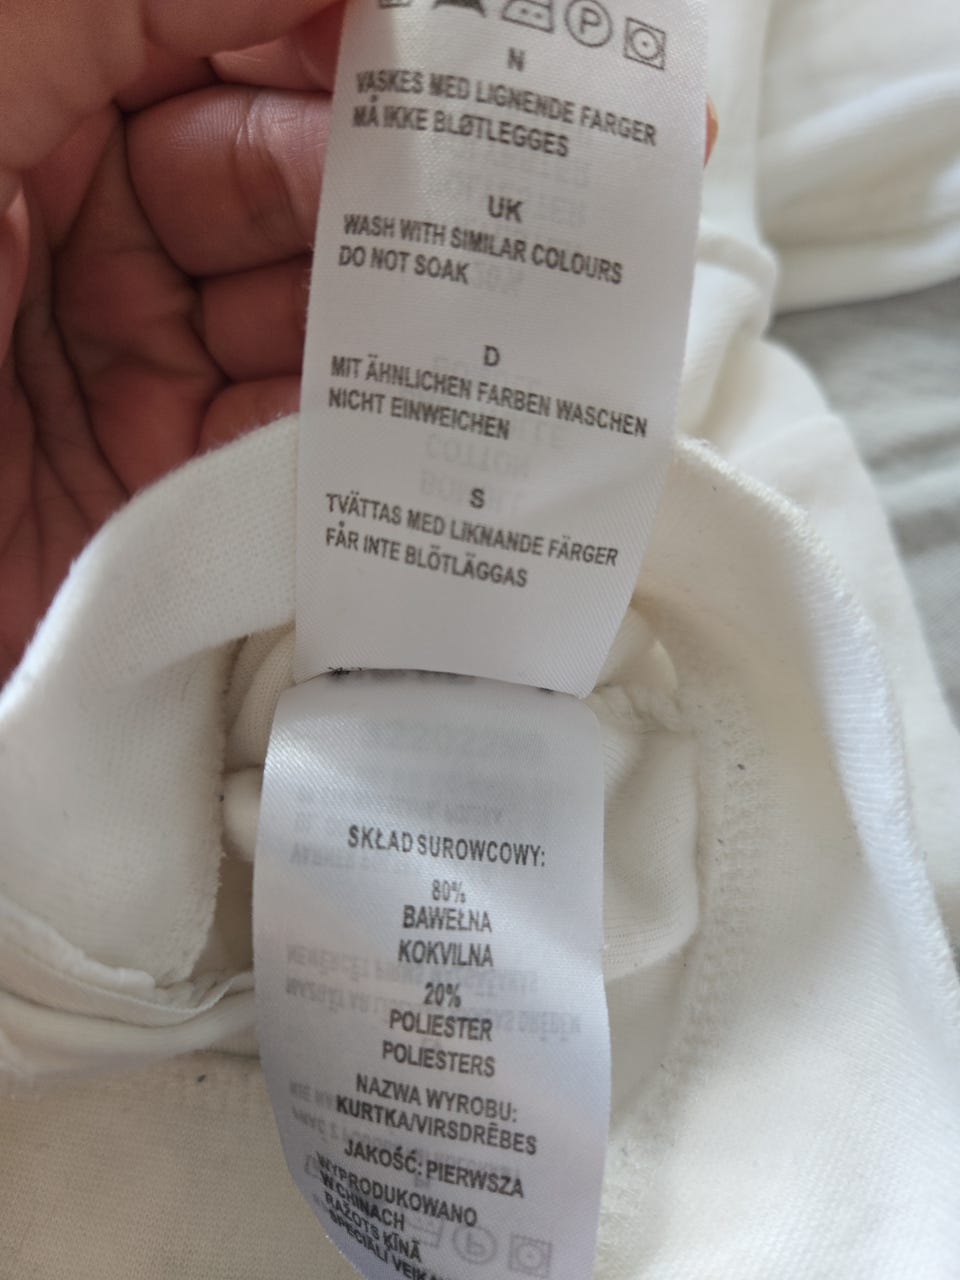 P
N
VASKES MED LIGNENDE FARGER
MÅ IKKE BLØTLEGGES
UK
WASH WITH SIMILAR COLOURS
DO NOT SOAK
D
MIT ÄHNLICHEN FARBEN WASCHEN
NICHT EINWEICHEN
S
TVÄTTAS MED LIKNANDE FÄRGER
FÅR INTE BLÖTLÄGGAS
SKŁAD SUROWCOWY:
80%
BAWEŁNA
KOKVILNA
20%
POLIESTER
POLIESTERS
NAZWA WYROBU:
KURTKA/VIRSDRĒBES
JAKOŚĆ: PIERWSZA
WYPRODUKOWANO
W CHINACH
RAŽOTS ĶĪNĀ